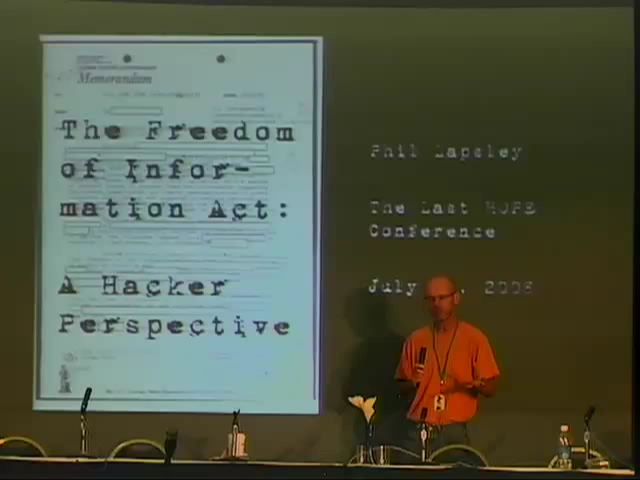 Memorandum
The Freedom
of Infor-
mation Act:
A Hacker
Perspective
Phil Lapsley
The Last HOPE
Conference
July 2008